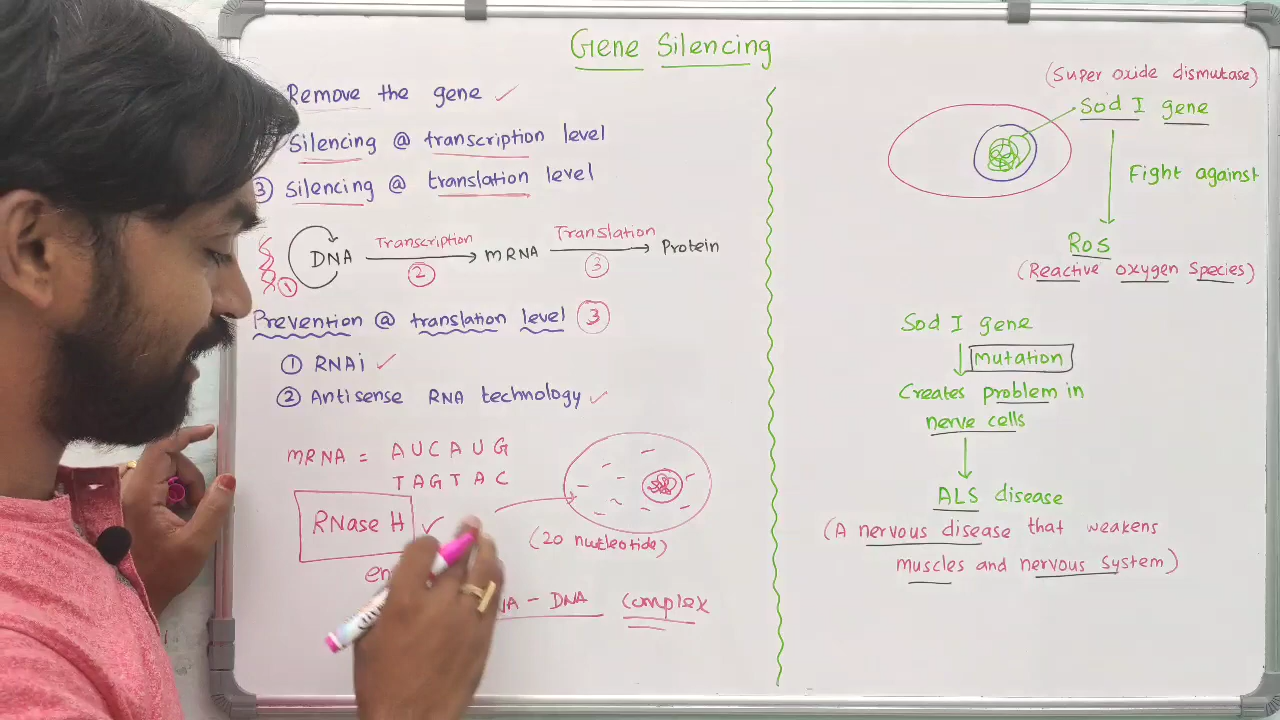 Gene Silencing
Remove the gene
Silencing @ transcription level
③ Silencing @ translation level
① DNA Transcription ② mRNA Translation ③ Protein
Prevention @ translation level ③
① RNAi
② Antisense RNA technology
mRNA = AUCAUG
TAGTAC
RNase H
(20 nucleotide)
DNA complex
(Super oxide dismutase)
Sod I gene
Fight against
ROS
(Reactive oxygen Species)
Sod I gene
Mutation
Creates problem in
nerve cells
ALS disease
(A nervous disease that weakens
muscles and nervous system)